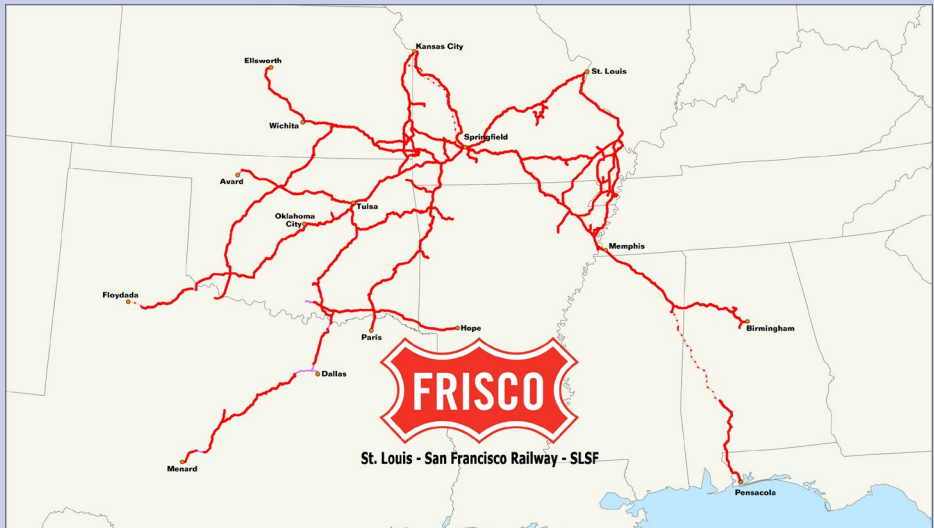 Kansas City
Ellsworth
St. Louis
Wichita
Springfield
Avard
Tulsa
Oklahoma
City
Memphis
Floydada
Birmingham
Paris
Hope
Dallas
FRISCO
St. Louis - San Francisco Railway - SLSF
Menard
Pensacola